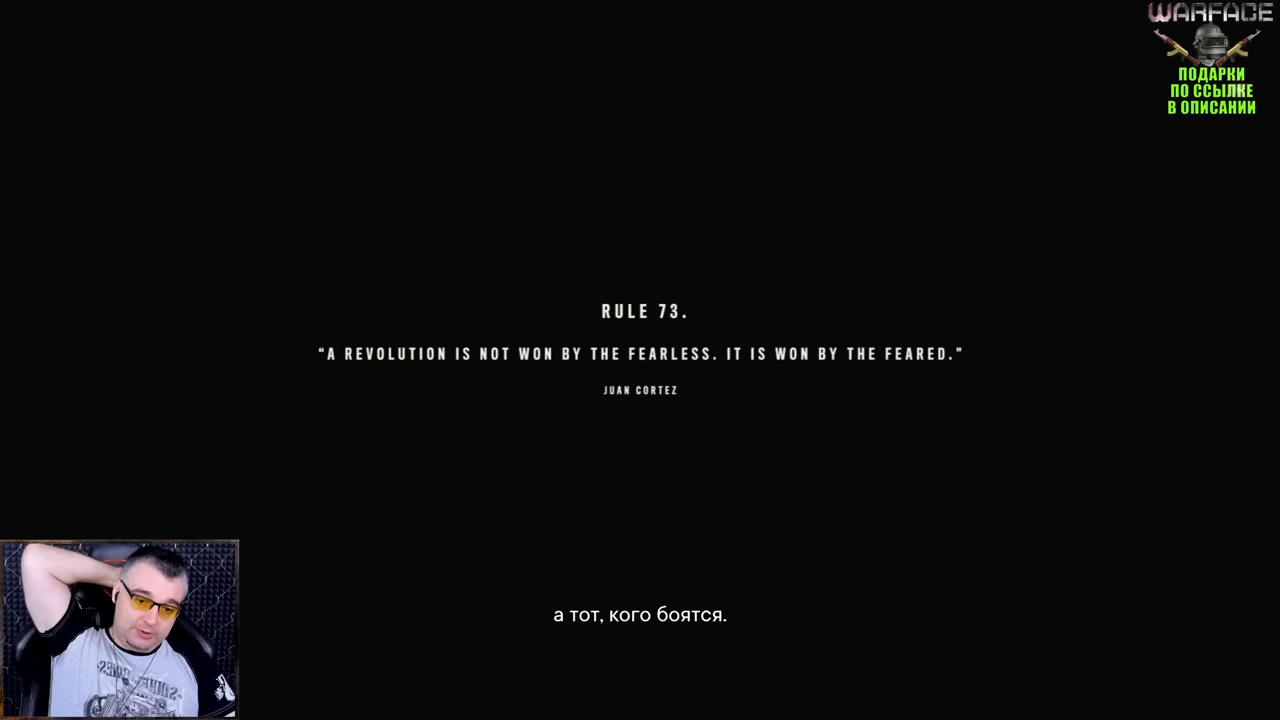 WARFACE
ПОДАРКИ
ПО ССЫЛКЕ
В ОПИСАНИИ
RULE 73.
“A REVOLUTION IS NOT WON BY THE FEARLESS. IT IS WON BY THE FEARED.”
JUAN CORTEZ
а тот, кого боятся.